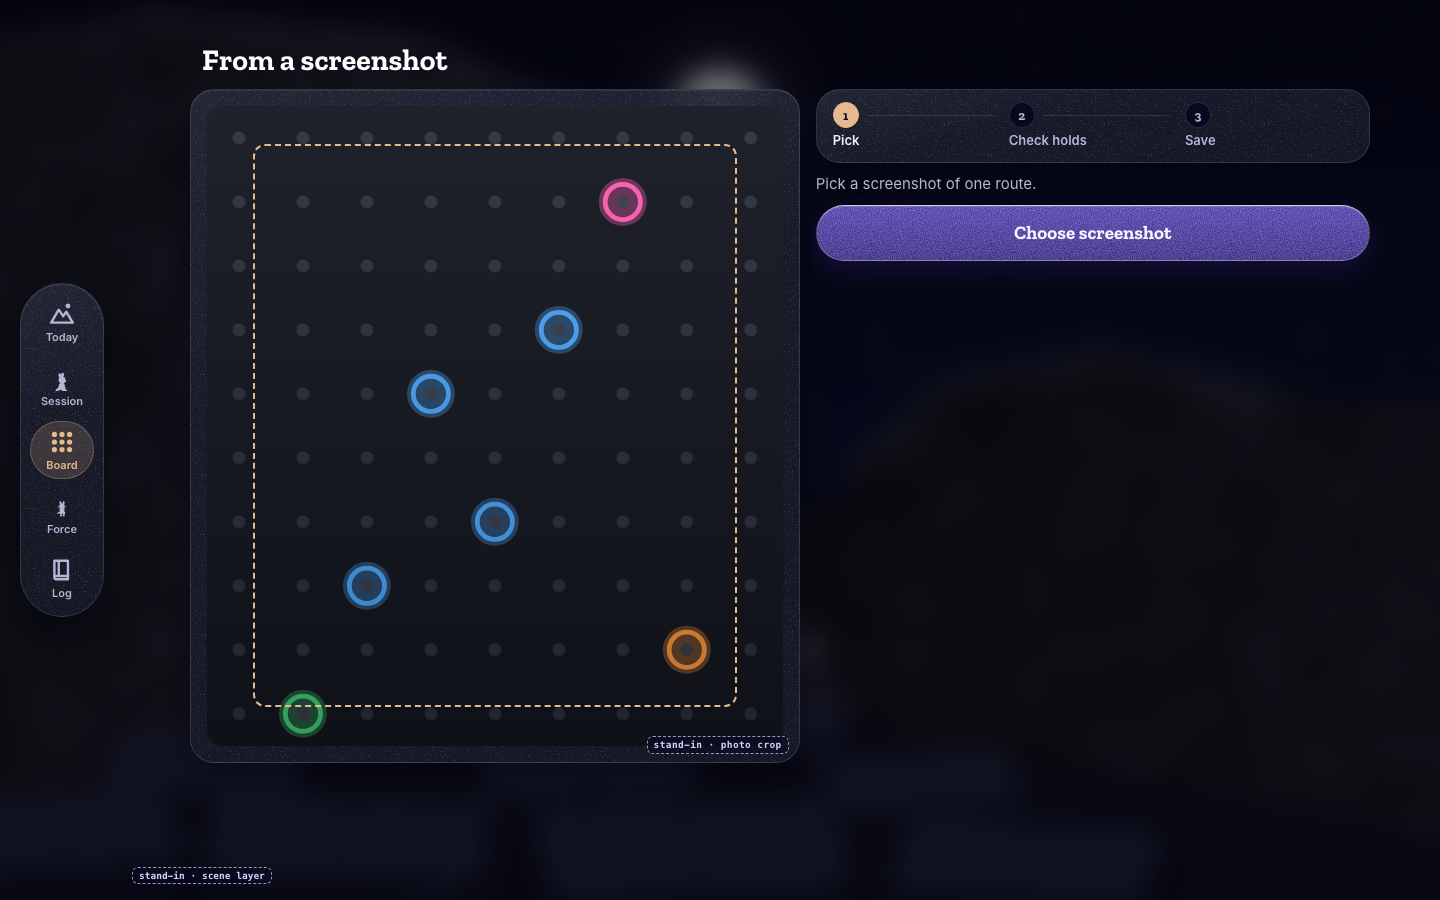 From a screenshot
1
2
3
Pick
Check holds
Save
Pick a screenshot of one route.
Choose screenshot
Today
Session
Board
Force
Log
stand-in · photo crop
stand-in · scene layer